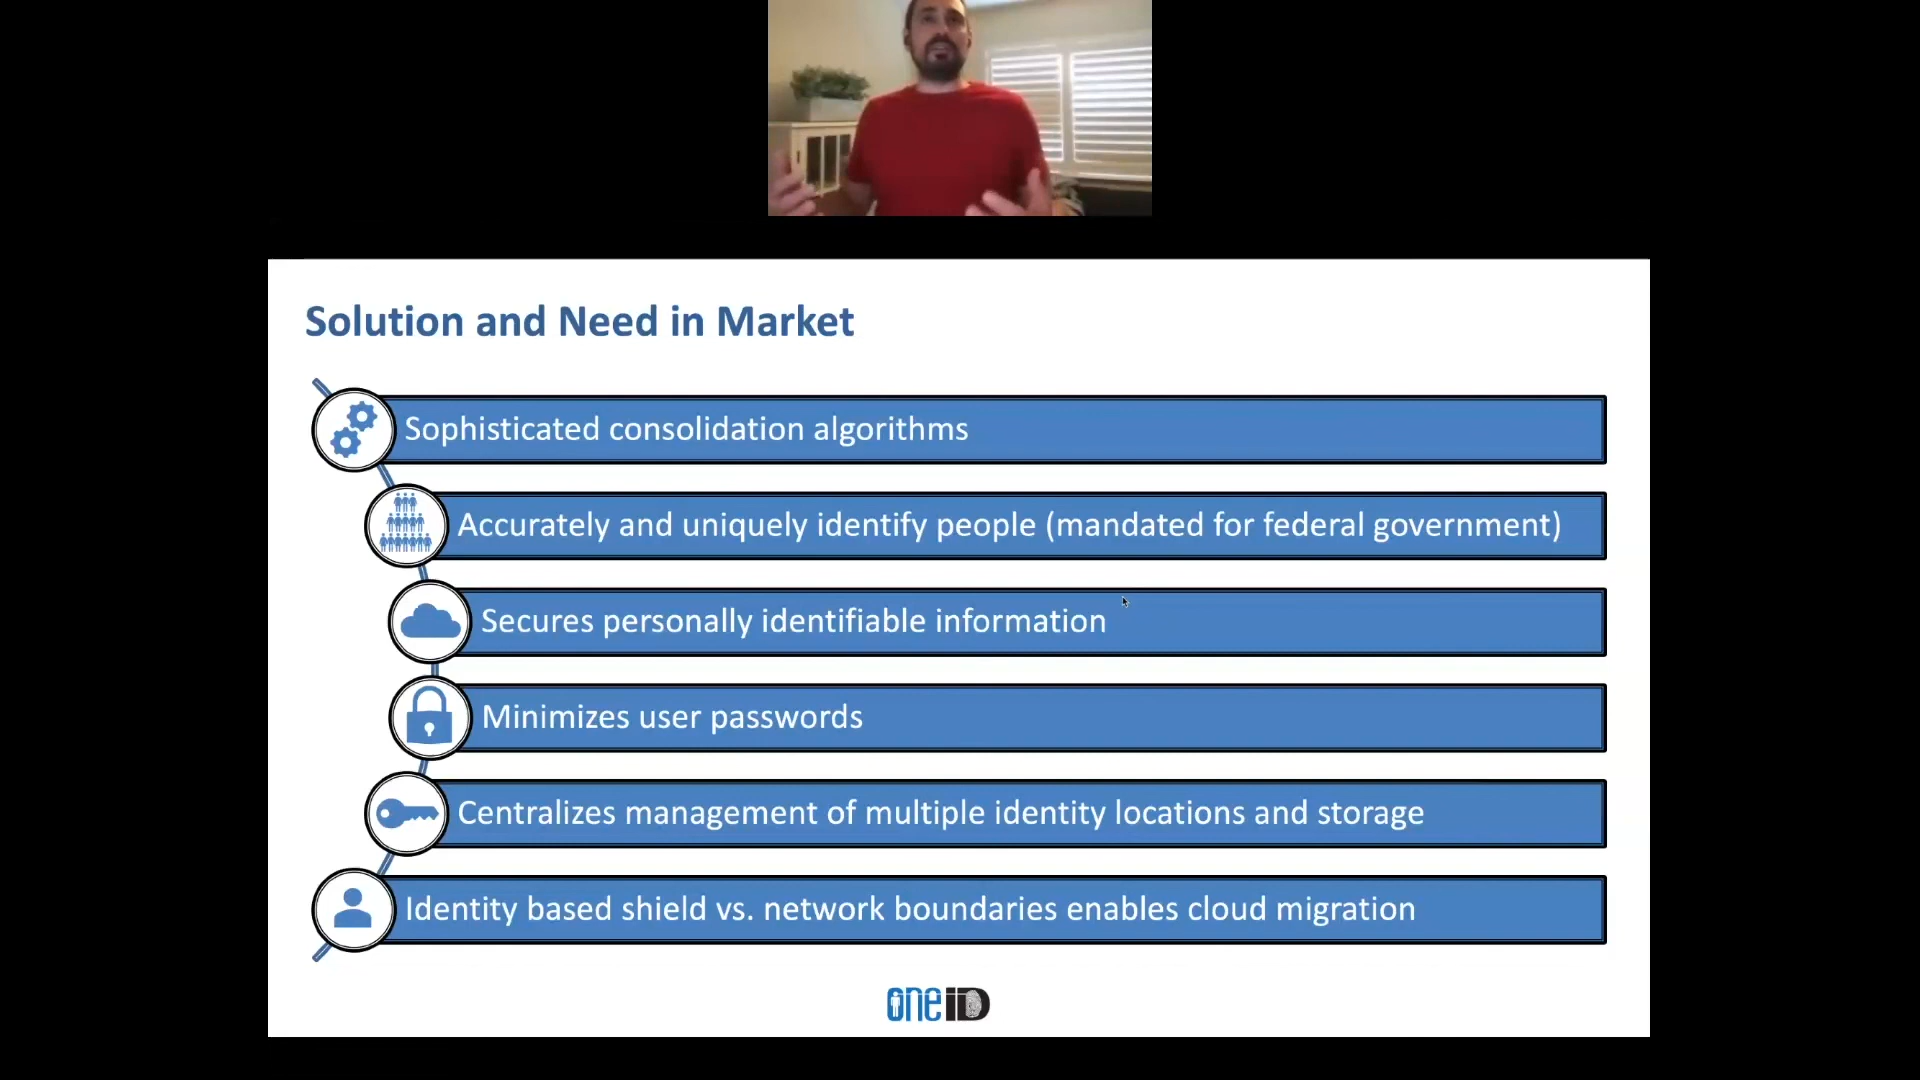 Solution and Need in Market
Sophisticated consolidation algorithms
Accurately and uniquely identify people (mandated for federal government)
Secures personally identifiable information
Minimizes user passwords
Centralizes management of multiple identity locations and storage
Identity based shield vs. network boundaries enables cloud migration
one ID